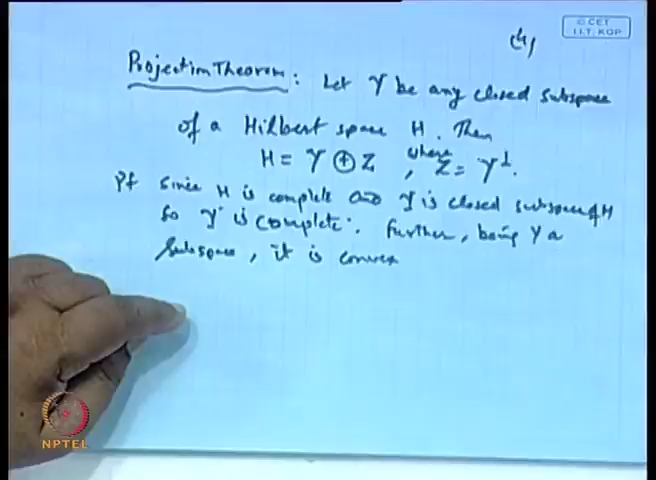 © CET
I.I.T. KGP
Projection Theorem : Let Y be any closed subspace
of a Hilbert space H. Then
H = Y ⊕ Z , where Z = Y⊥.
Pf Since H is complete and Y is closed subspace of H
So Y is complete. Further, being Y a
Subspace, it is convex
NPTEL